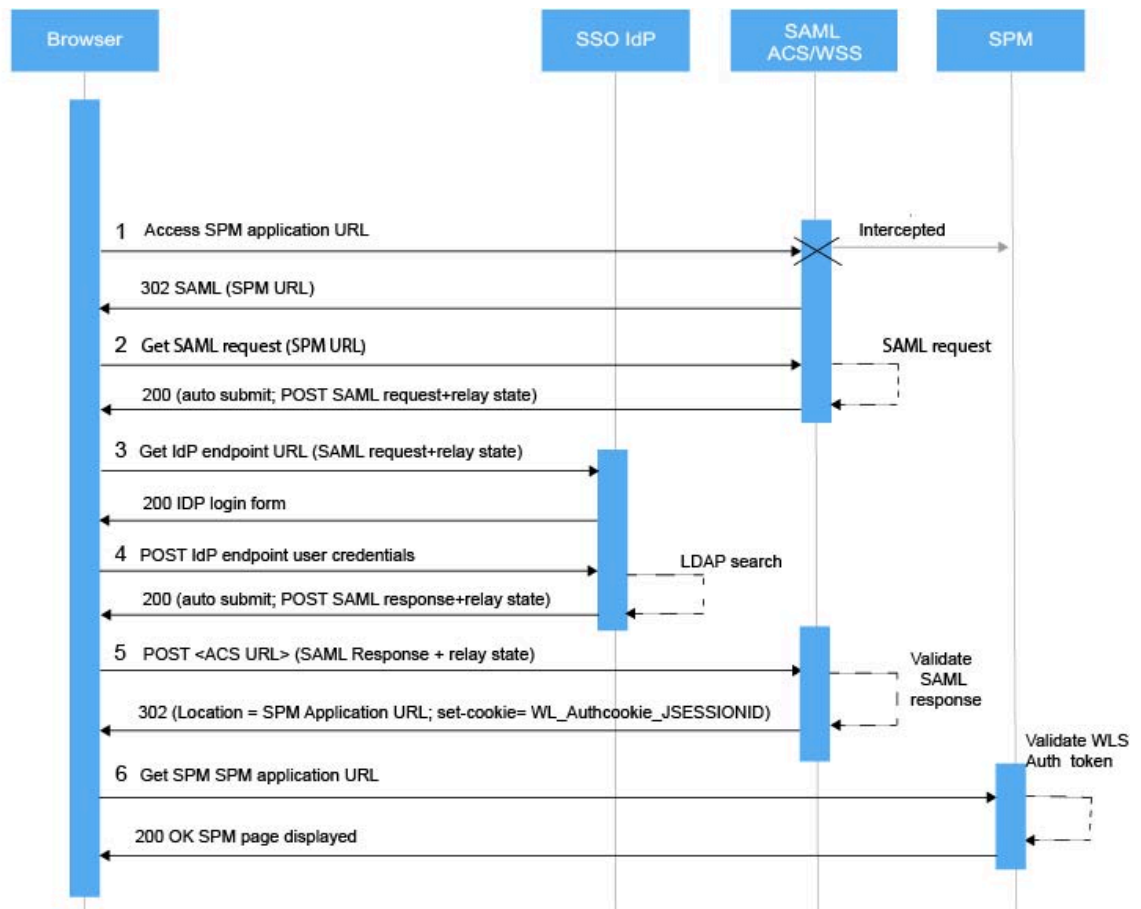 Browser
SSO IdP
SAML
ACS/WSS
SPM
1 Access SPM application URL
Intercepted
302 SAML (SPM URL)
2 Get SAML request (SPM URL)
SAML request
200 (auto submit; POST SAML request+relay state)
3 Get IdP endpoint URL (SAML request+relay state)
200 IDP login form
4 POST IdP endpoint user credentials
LDAP search
200 (auto submit; POST SAML response+relay state)
5 POST <ACS URL> (SAML Response + relay state)
Validate
SAML
response
302 (Location = SPM Application URL; set-cookie= WL_Authcookie_JSESSIONID)
Validate WLS
Auth token
6 Get SPM SPM application URL
200 OK SPM page displayed